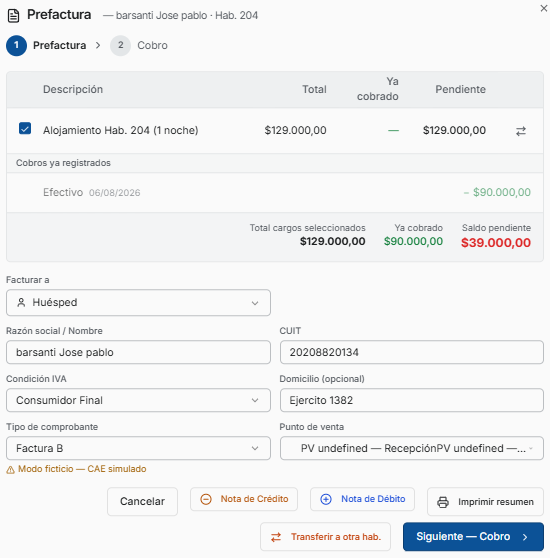 Prefactura — barsanti Jose pablo · Hab. 204
1 Prefactura > 2 Cobro
Descripción Total Ya cobrado Pendiente
Alojamiento Hab. 204 (1 noche) $129.000,00 — $129.000,00
Cobros ya registrados
Efectivo 06/08/2026 − $90.000,00
Total cargos seleccionados Ya cobrado Saldo pendiente
$129.000,00 $90.000,00 $39.000,00
Facturar a
Huésped
Razón social / Nombre CUIT
barsanti Jose pablo 20208820134
Condición IVA Domicilio (opcional)
Consumidor Final Ejercito 1382
Tipo de comprobante Punto de venta
Factura B PV undefined — RecepciónPV undefined —...
Modo ficticio — CAE simulado
Cancelar Nota de Crédito Nota de Débito Imprimir resumen
Transferir a otra hab. Siguiente — Cobro >